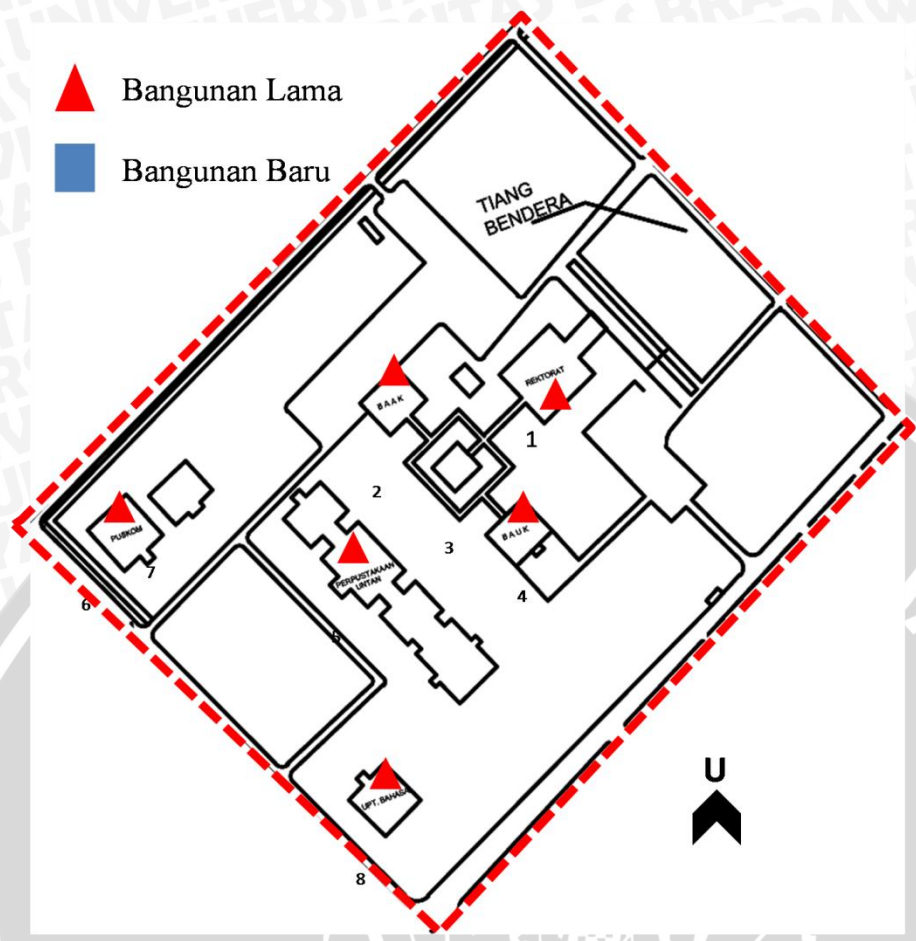 Bangunan Lama
Bangunan Baru
TIANG
BENDERA
REKTORAT
BAAK
1
2
BAUK
3
PUSKOM
7
PERPUSTAKAAN
UNTAN
4
6
5
UPT. BAHASA
U
8